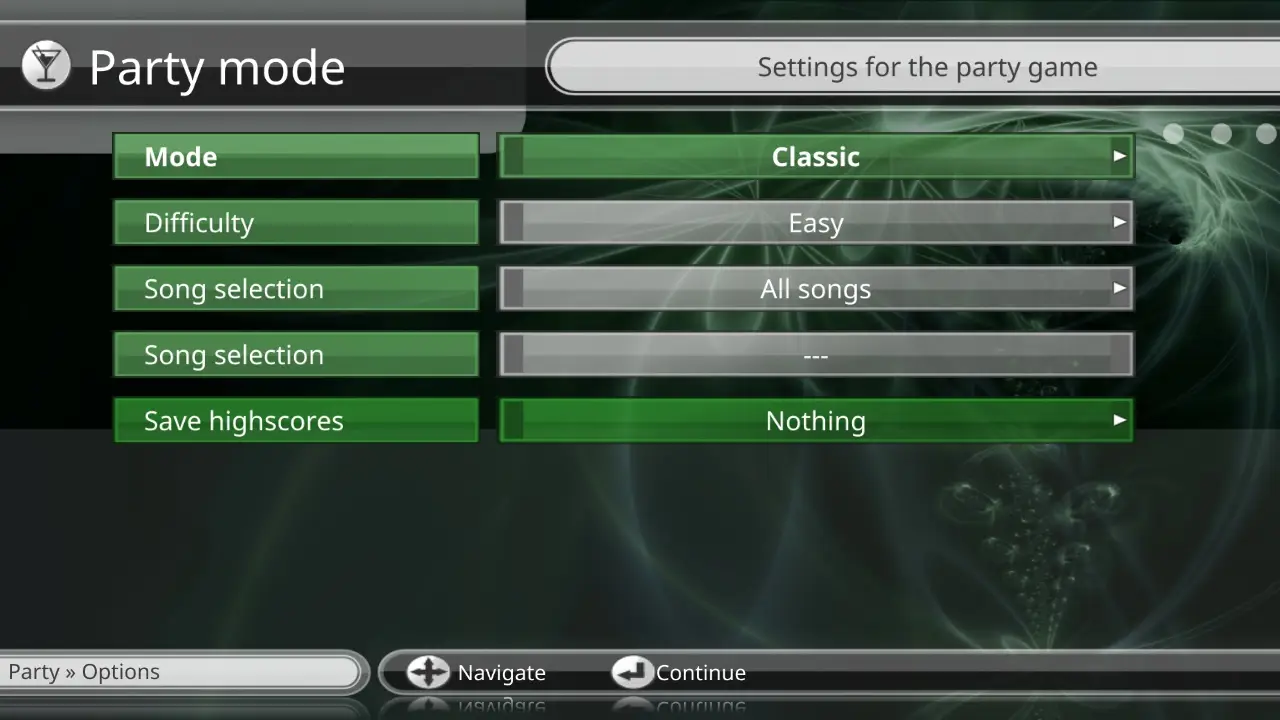 Party mode
Settings for the party game
Mode
Classic
Difficulty
Easy
Song selection
All songs
Song selection
---
Save highscores
Nothing
Party » Options
Navigate
Continue